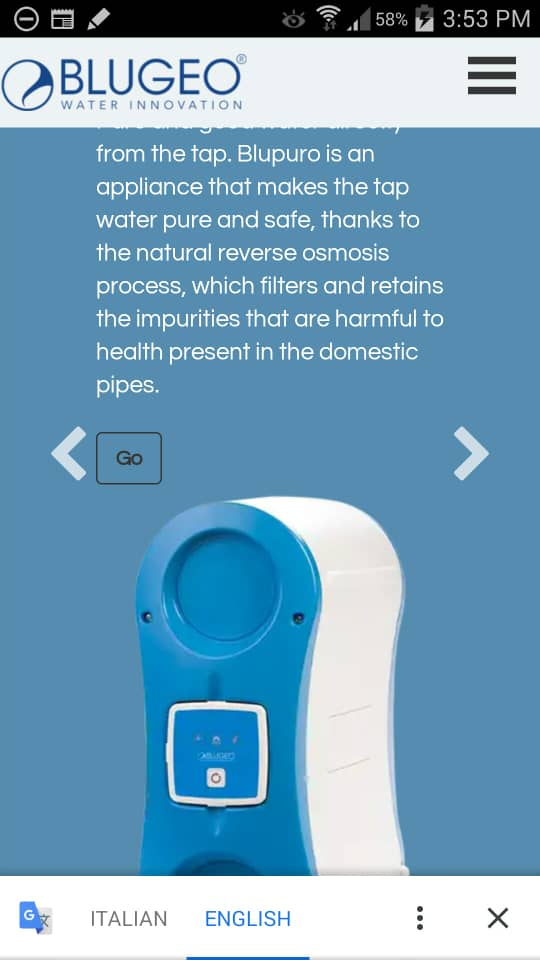 58% 3:53 PM
BLUGEO®
WATER INNOVATION
from the tap. Blupuro is an
appliance that makes the tap
water pure and safe, thanks to
the natural reverse osmosis
process, which filters and retains
the impurities that are harmful to
health present in the domestic
pipes.
Go
BLUGEO
G 文
ITALIAN ENGLISH